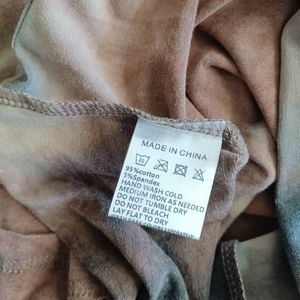 MADE IN CHINA
30
95%cotton
5%Spandex
HAND WASH COLD
MEDIUM IRON AS NEEDED
DO NOT TUMBLE DRY
DO NOT BLEACH
LAY FLAT TO DRY